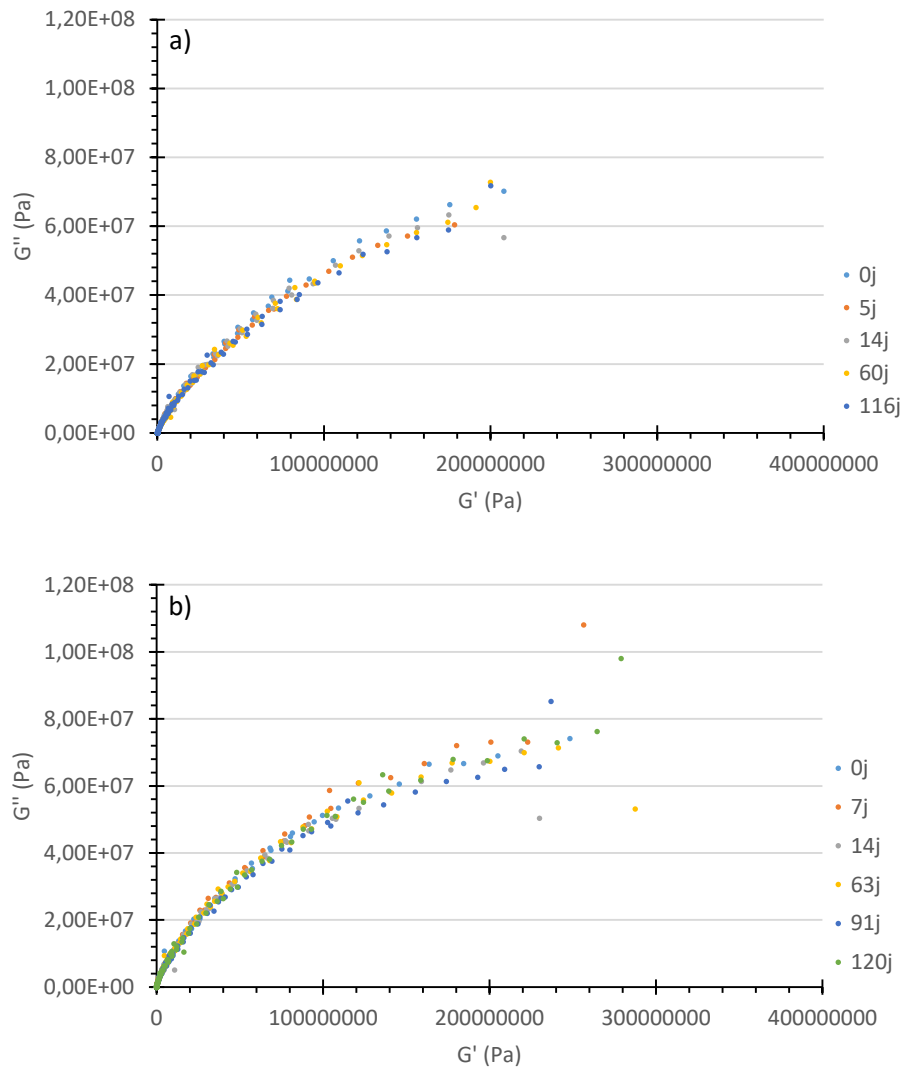 a)
1,20E+08
1,00E+08
8,00E+07
6,00E+07
4,00E+07
2,00E+07
0,00E+00
G'' (Pa)
0 100000000 200000000 300000000 400000000
G' (Pa)
0j
5j
14j
60j
116j
b)
1,20E+08
1,00E+08
8,00E+07
6,00E+07
4,00E+07
2,00E+07
0,00E+00
G'' (Pa)
0 100000000 200000000 300000000 400000000
G' (Pa)
0j
7j
14j
63j
91j
120j